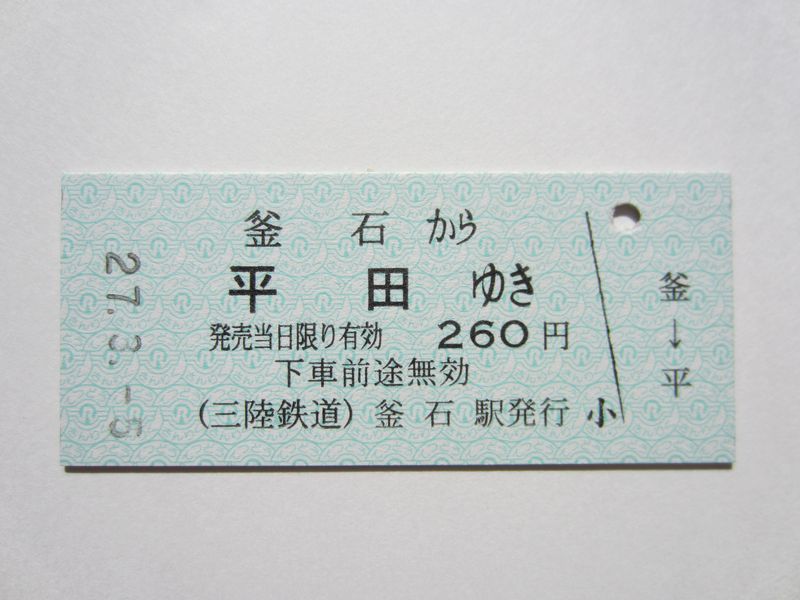 釜石から
平田ゆき
発売当日限り有効 260円
下車前途無効
(三陸鉄道) 釜石駅発行 小
釜→平
27.3.-5